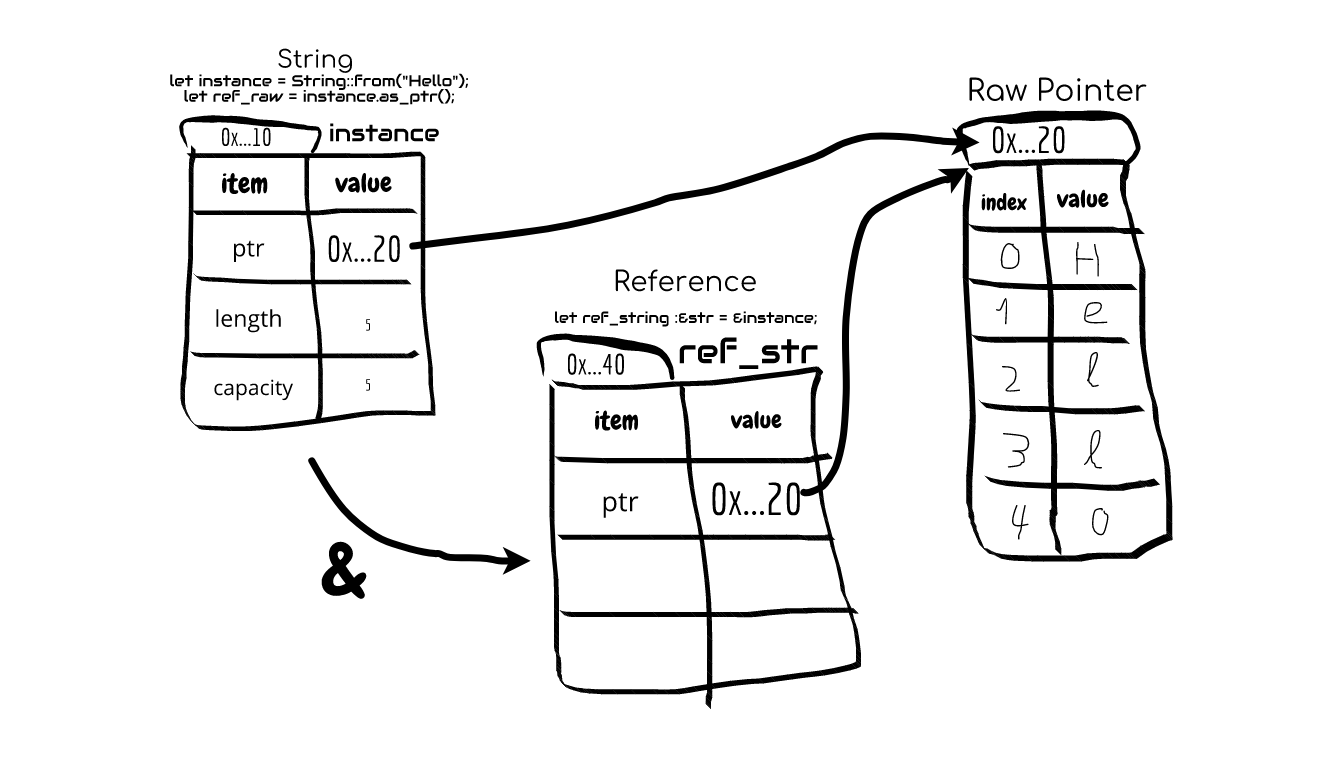 String
let instance = String::from("Hello");
let ref_raw = instance.as_ptr();
0x...10
instance
item value
ptr 0x...20
length 5
capacity 5
&
Reference
let ref_string :&str = &instance;
0x...40
ref_str
item value
ptr 0x...20
Raw Pointer
0x...20
index value
0 H
1 e
2 l
3 l
4 o